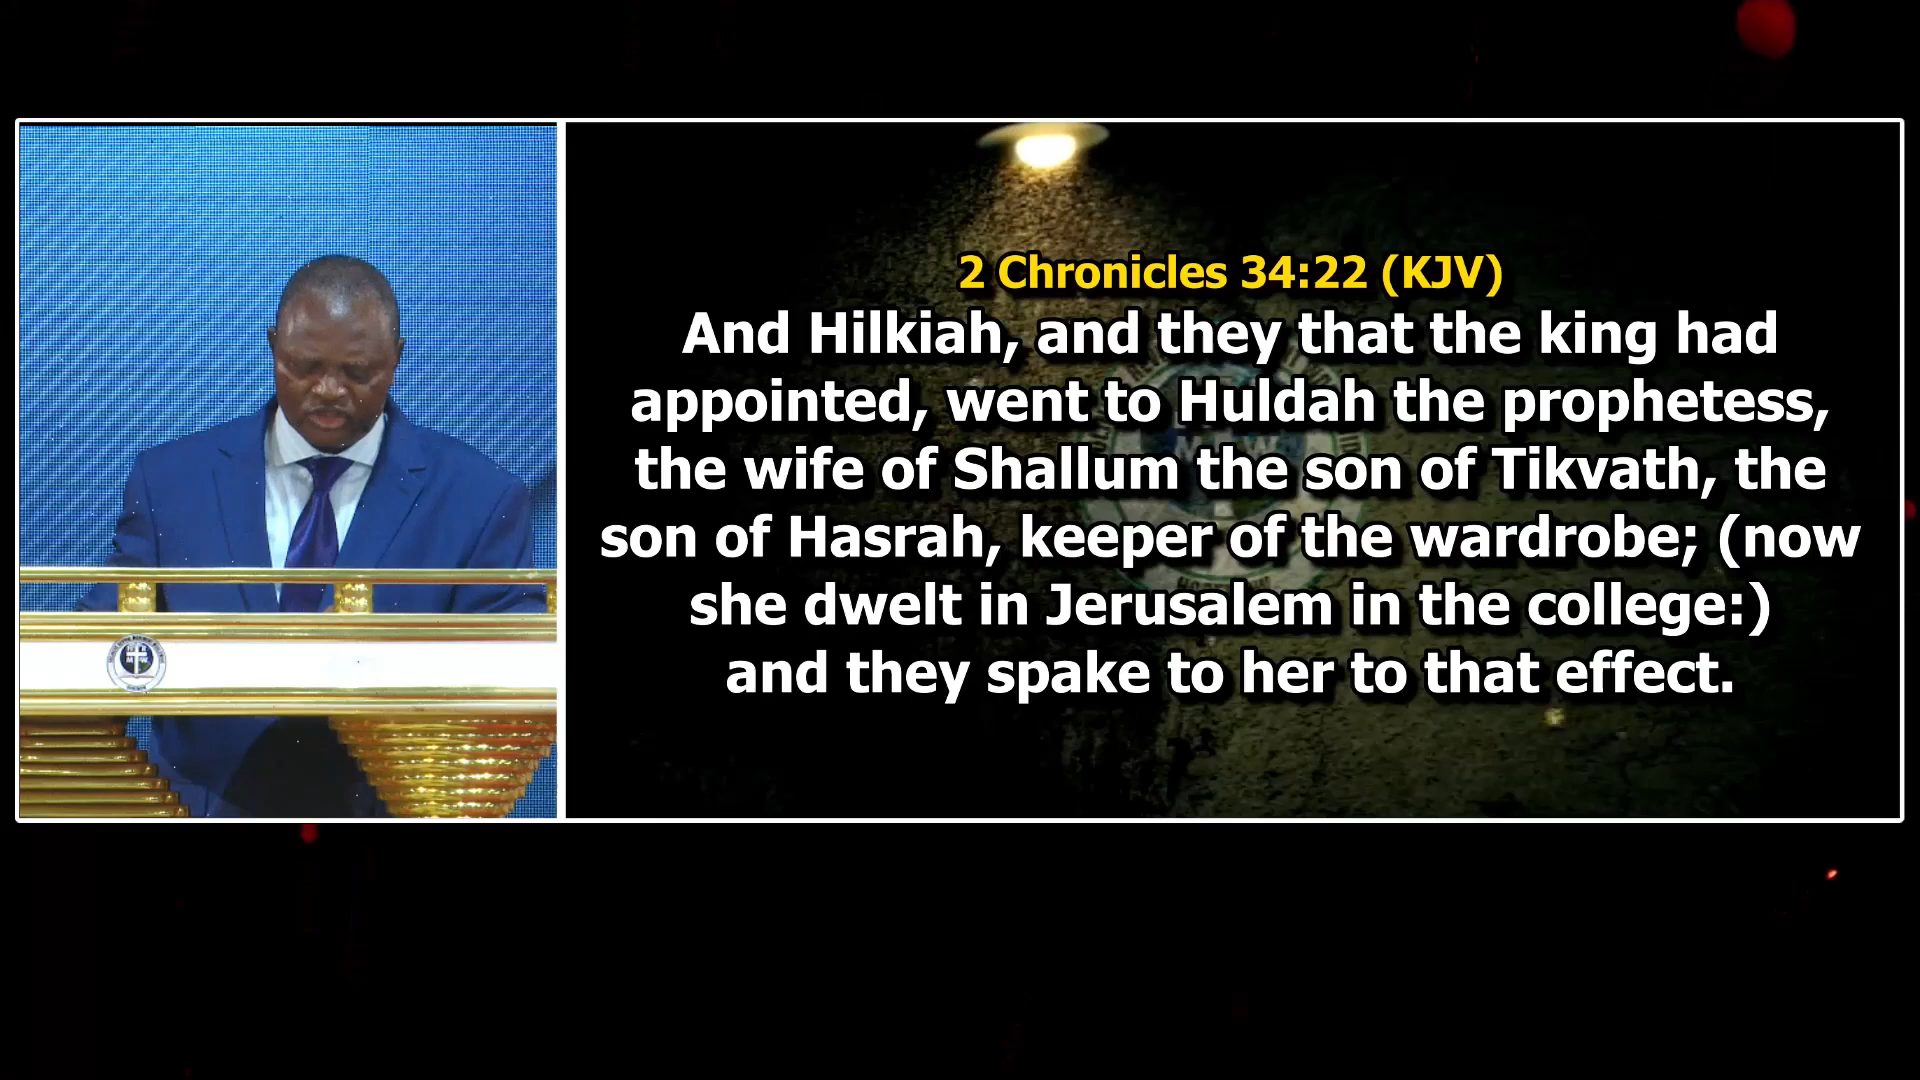 2 Chronicles 34:22 (KJV)
And Hilkiah, and they that the king had
appointed, went to Huldah the prophetess,
the wife of Shallum the son of Tikvath, the
son of Hasrah, keeper of the wardrobe; (now
she dwelt in Jerusalem in the college:)
and they spake to her to that effect.